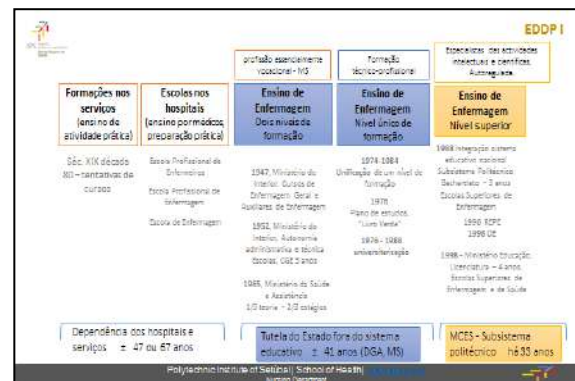 EDDP I
profissão essencialmente
vocacional - MS
Formação
técnico-profissional
Especialistas das actividades
intelectuais e científicas.
Autoregulada.
Formações nos
serviços
(ensino de
atividade prática)
Escolas nos
hospitais
(ensino por médicos,
preparação prática)
Ensino de
Enfermagem
Dois níveis de
formação
Ensino de
Enfermagem
Nível único de
formação
Ensino de
Enfermagem
Nível superior
Séc. XIX década
tentativas de
cursos
Escola Profissional de
Enfermeiros
Escola Profissional de
Enfermagem
Escola de Enfermagem
1947, Ministério do
Interior. Cursos de
Enfermagem Geral e
Auxiliares de Enfermagem
1952, Ministério do
Interior. Autonomia
administrativa e técnica
Escolas, CGE 3 anos
1965, Ministério da Saúde
e Assistência
1/3 teoria - 2/3 estágios
1974-1984
Unificação de um nível de
formação
1976
Plano de estudos
"Livro Verde"
1976 - 1988
universitarização
1988 Integração sistema
educativo nacional
Subsistema Politécnico
Bacharelato - 3 anos
Escolas Superiores de
Enfermagem
1996 REPE
1998 OE
1998 - Ministério Educação,
Licenciatura - 4 anos
Escolas Superiores de
Enfermagem e de Saúde
Dependência dos hospitais e
serviços ± 47 ou 67 anos
Tutela do Estado fora do sistema
educativo ± 41 anos (DGA, MS)
MCES - Subsistema
politécnico há 33 anos
Polytechnic Institute of Setúbal | School of Health|
Nursing Department